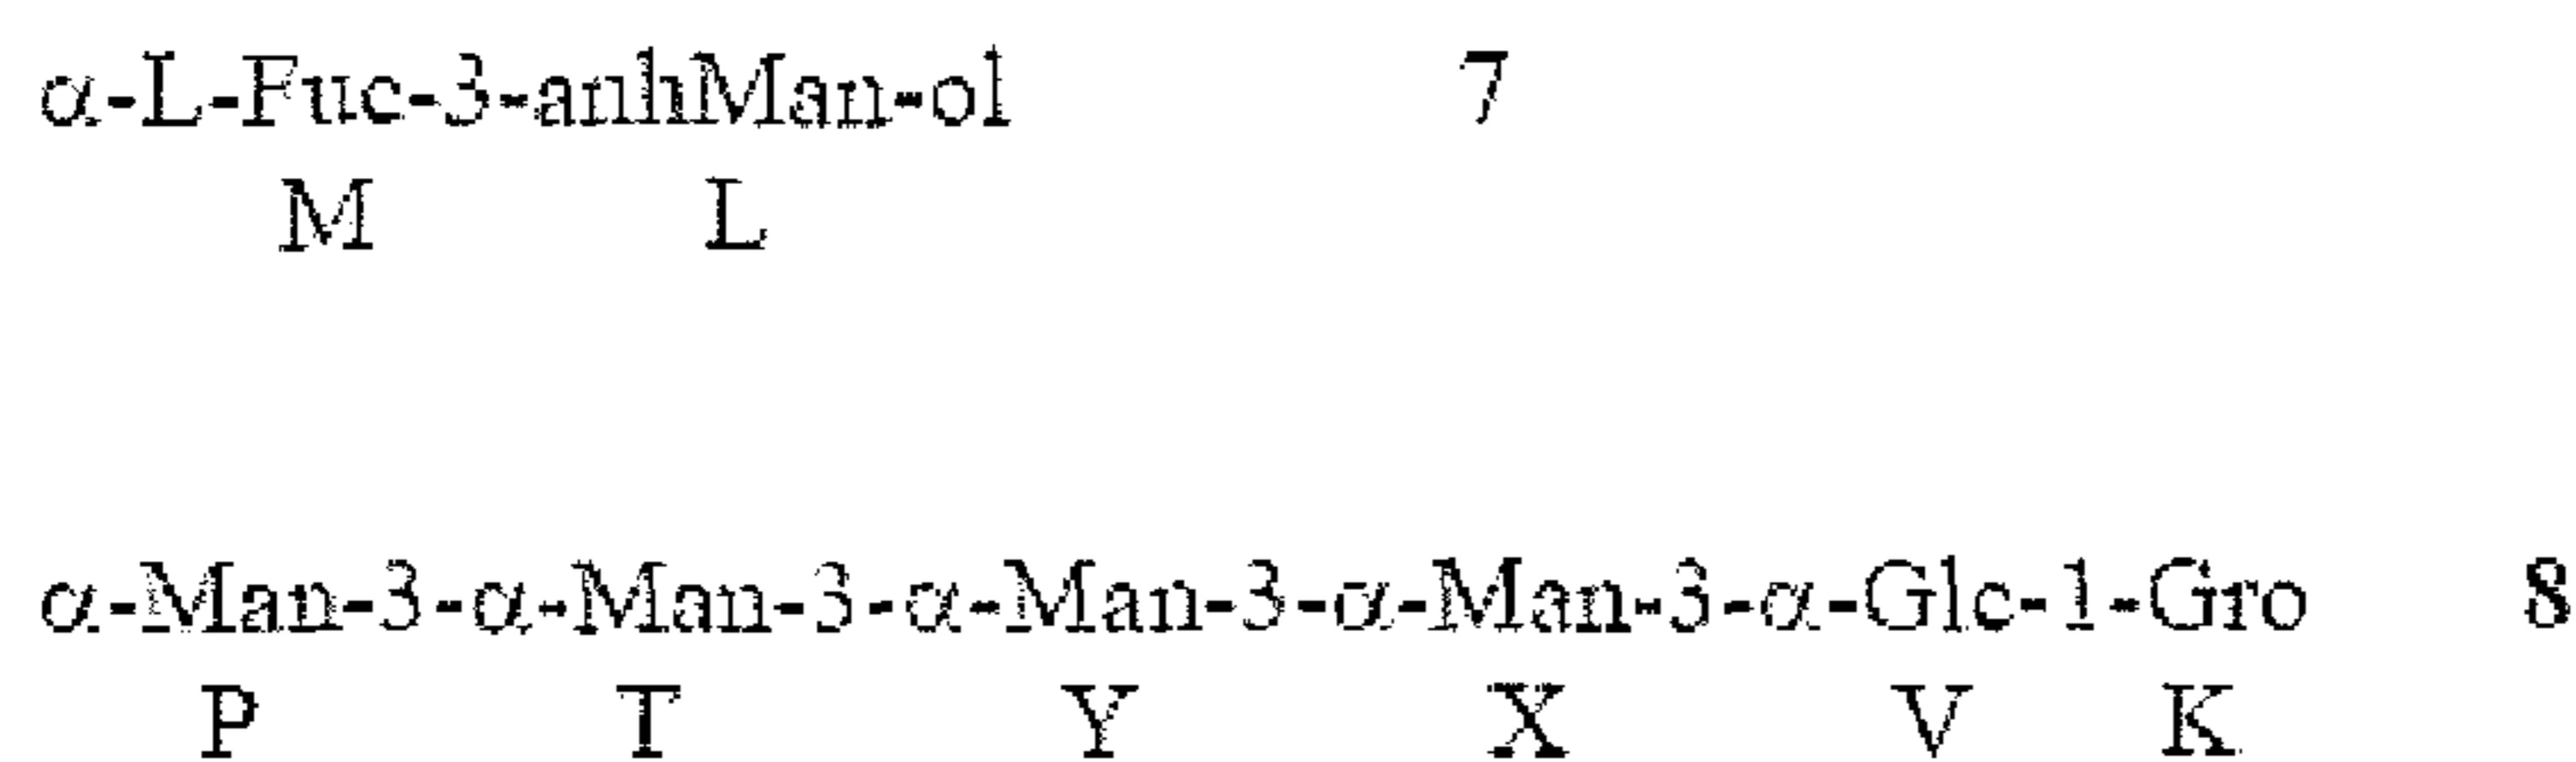 α-L-Fuc-3-anhMan-ol 7
M L
α-Man-3-α-Man-3-α-Man-3-α-Man-3-α-Glc-1-Gro 8
P T Y X V K